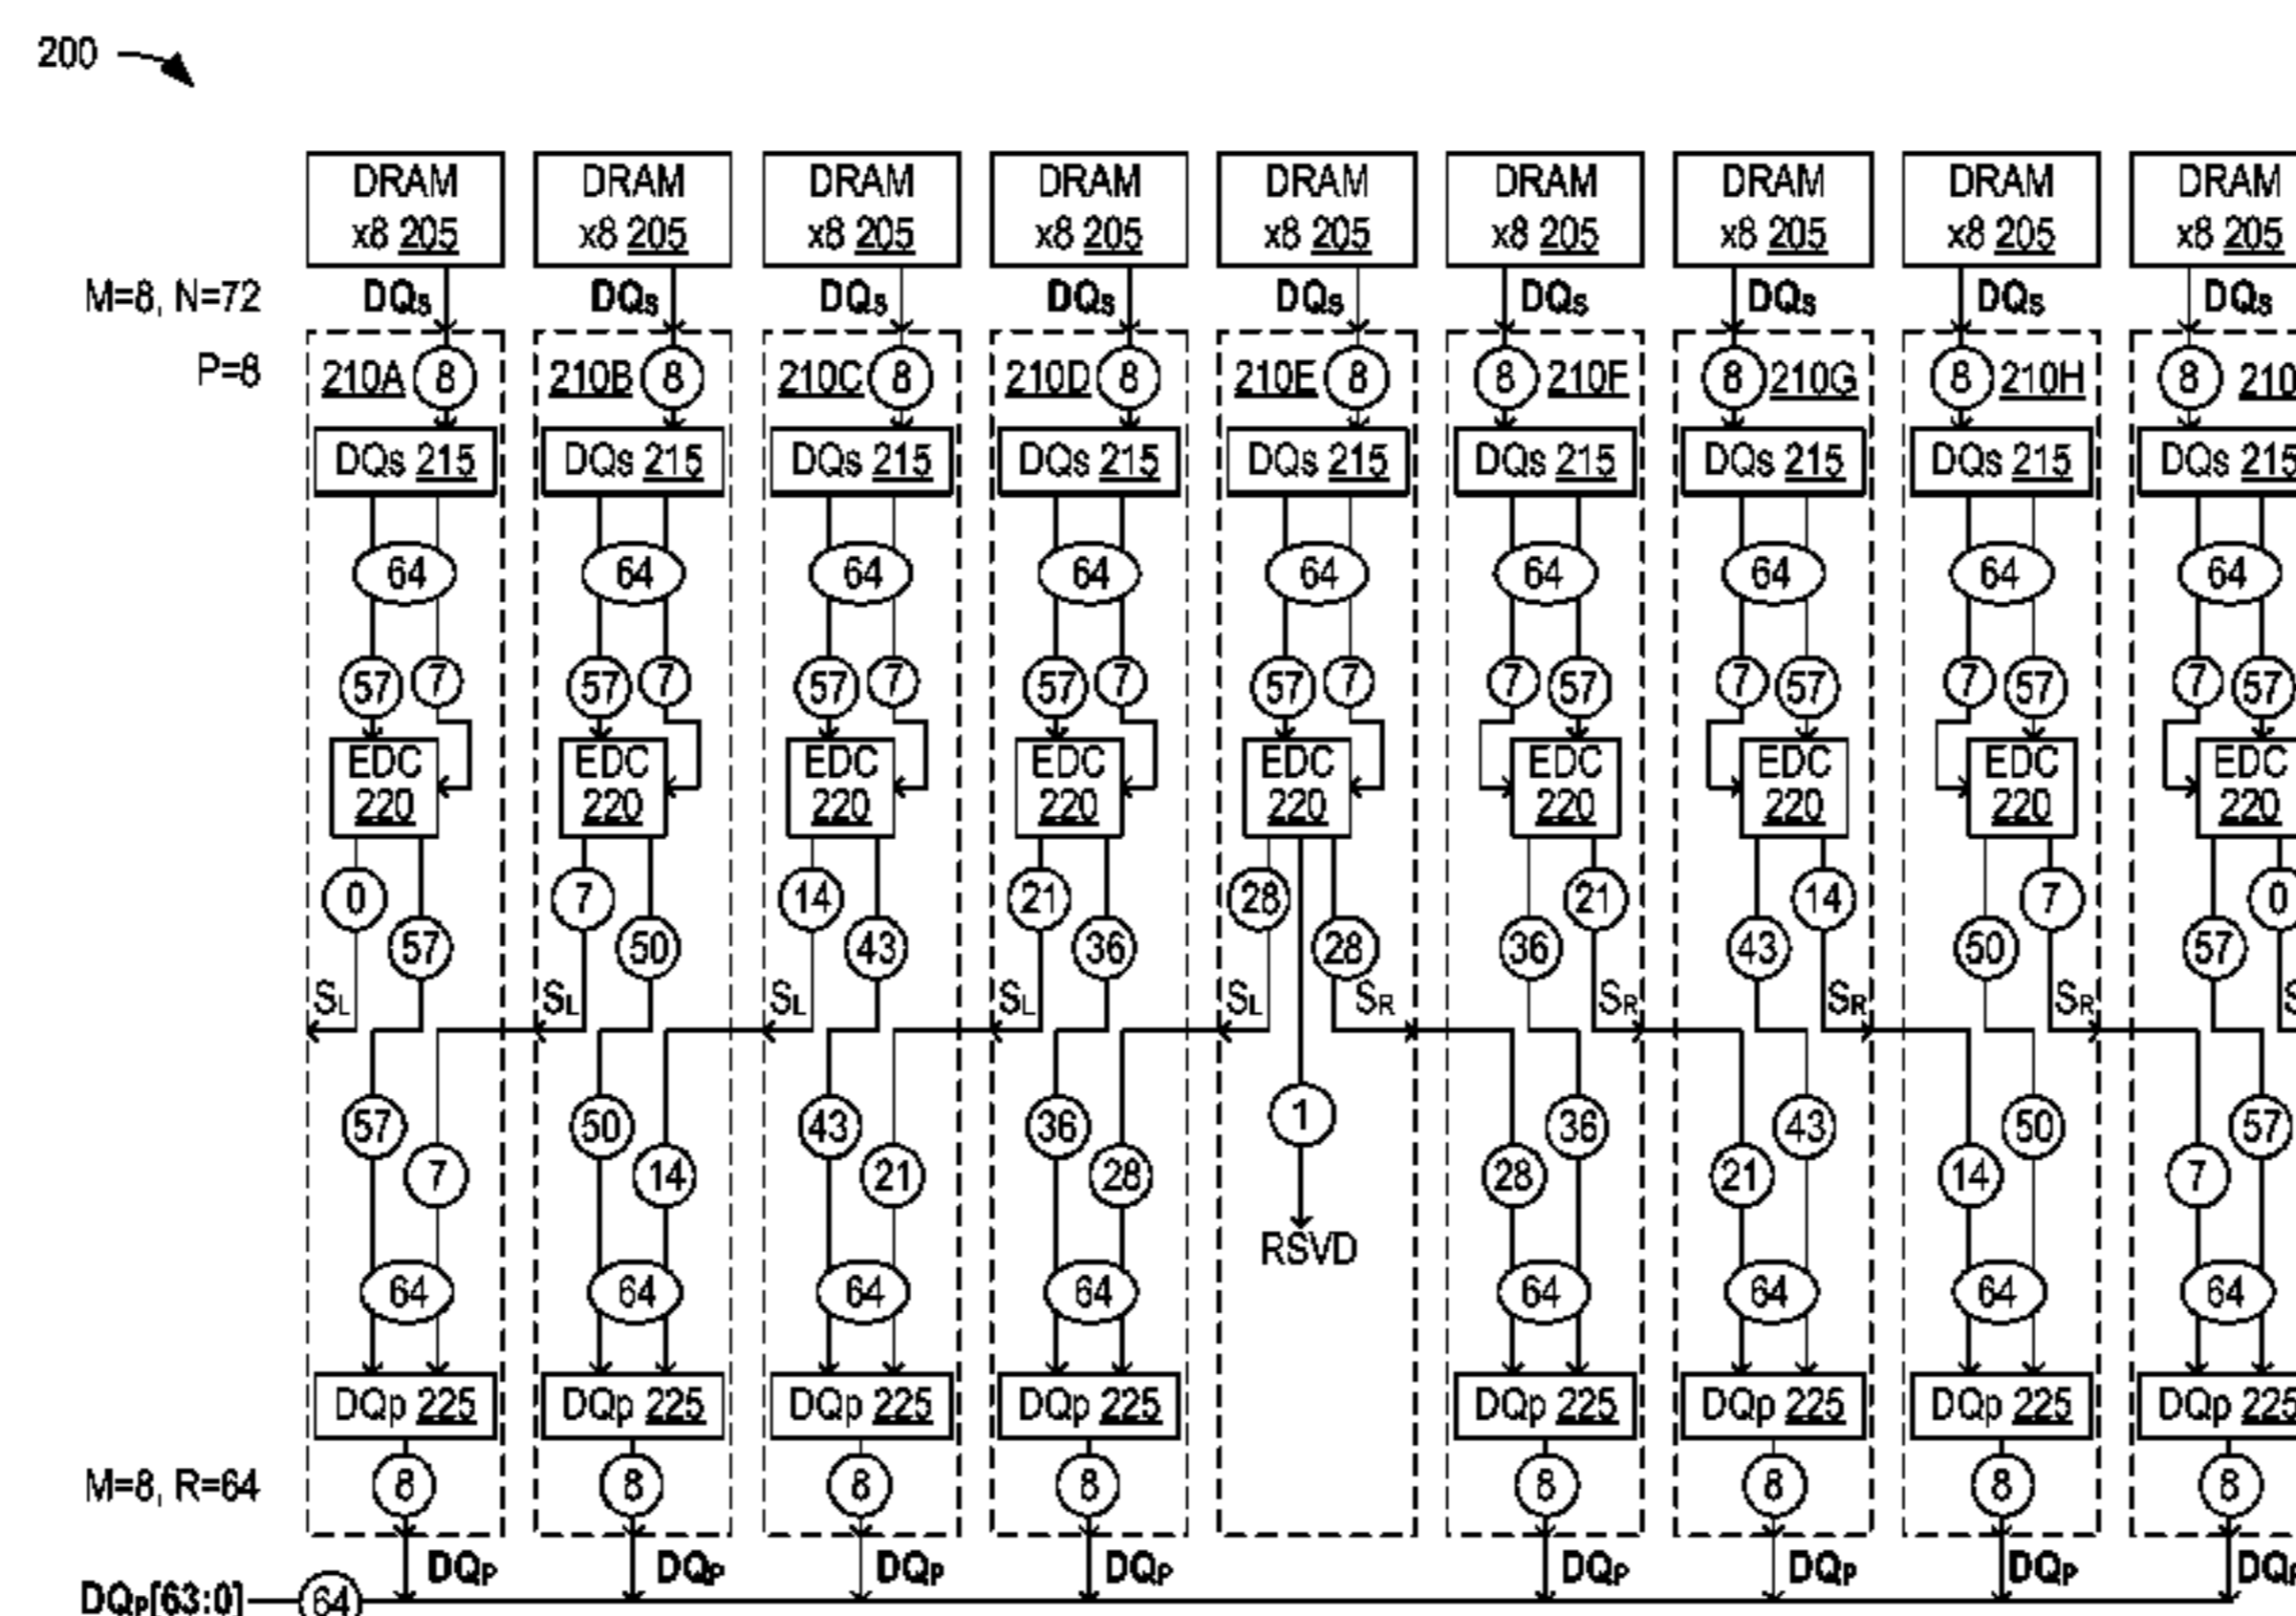 200
DRAM DRAM DRAM DRAM DRAM DRAM DRAM DRAM DRAM
x8 205 x8 205 x8 205 x8 205 x8 205 x8 205 x8 205 x8 205 x8 205
M=8, N=72 DQS DQS DQS DQS DQS DQS DQS DQS DQS
P=8 210A 8 210B 8 210C 8 210D 8 210E 8 8 210F 8 210G 8 210H 8 210
DQs 215 DQs 215 DQs 215 DQs 215 DQs 215 DQs 215 DQs 215 DQs 215 DQs 215
64 64 64 64 64 64 64 64 64
57 7 57 7 57 7 57 7 57 7 7 57 7 57 7 57 7 57
EDC EDC EDC EDC EDC EDC EDC EDC EDC
220 220 220 220 220 220 220 220 220
0 7 14 21 28 21 14 7 0
57 50 43 36 28 36 43 50 57
SL SL SL SL SL SR SR SR SR S
57 50 43 36 1 36 43 50 57
7 14 21 28 28 21 14 7
RSVD
64 64 64 64 64 64 64 64
DQp 225 DQp 225 DQp 225 DQp 225 DQp 225 DQp 225 DQp 225 DQp 225
M=8, R=64 8 8 8 8 8 8 8 8
DQP DQP DQP DQP DQP DQP DQP DQP
DQP[63:0] 64